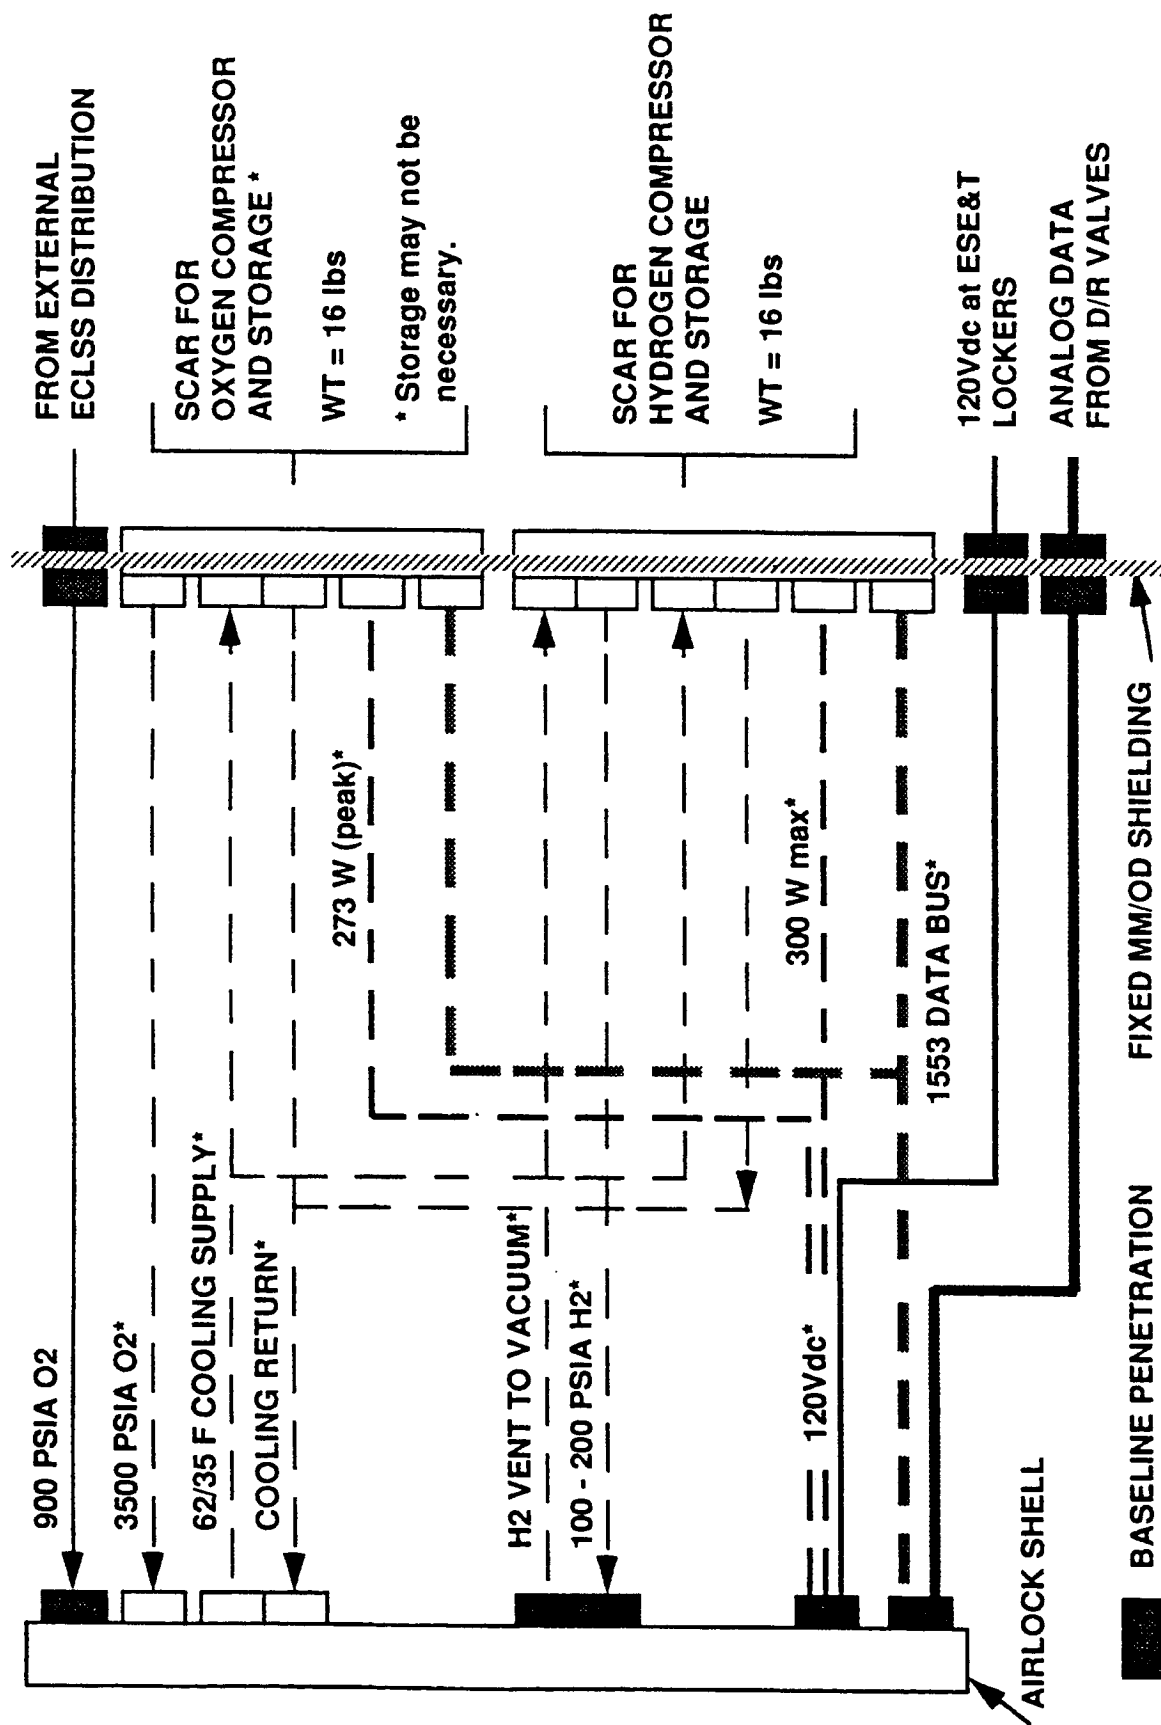 FROM EXTERNAL
ECLSS DISTRIBUTION
SCAR FOR
OXYGEN COMPRESSOR
AND STORAGE *
WT = 16 lbs
* Storage may not be
necessary.
SCAR FOR
HYDROGEN COMPRESSOR
AND STORAGE
WT = 16 lbs
120Vdc at ESE&T
LOCKERS
ANALOG DATA
FROM D/R VALVES
900 PSIA O2
3500 PSIA O2*
62/35 F COOLING SUPPLY*
COOLING RETURN*
273 W (peak)*
H2 VENT TO VACUUM*
100 - 200 PSIA H2*
300 W max*
120Vdc*
1553 DATA BUS*
AIRLOCK SHELL
BASELINE PENETRATION
FIXED MM/OD SHIELDING